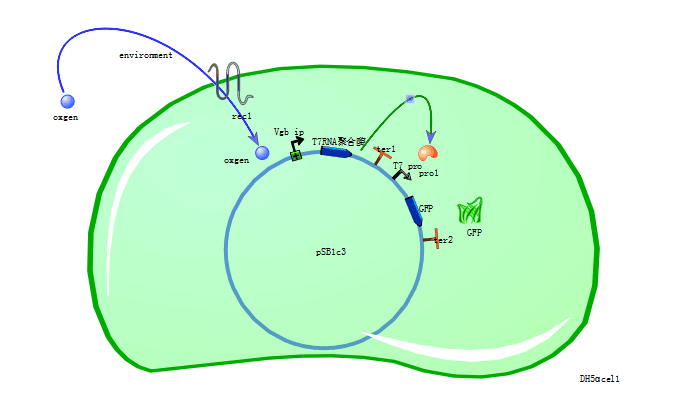 environment
oxgen
rec1
oxgen
Vgb ip
T7RNA聚合酶
ter1
T7 pro
pro1
GFP
GFP
ter2
pSB1c3
DH5αcell